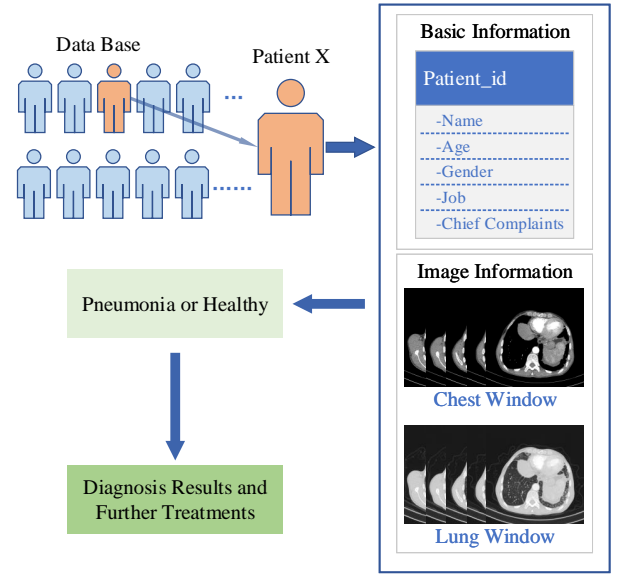 Data Base
Patient X
...
......
Basic Information
Patient_id
-Name
-Age
-Gender
-Job
-Chief Complaints
Image Information
Chest Window
Lung Window
Pneumonia or Healthy
Diagnosis Results and
Further Treatments